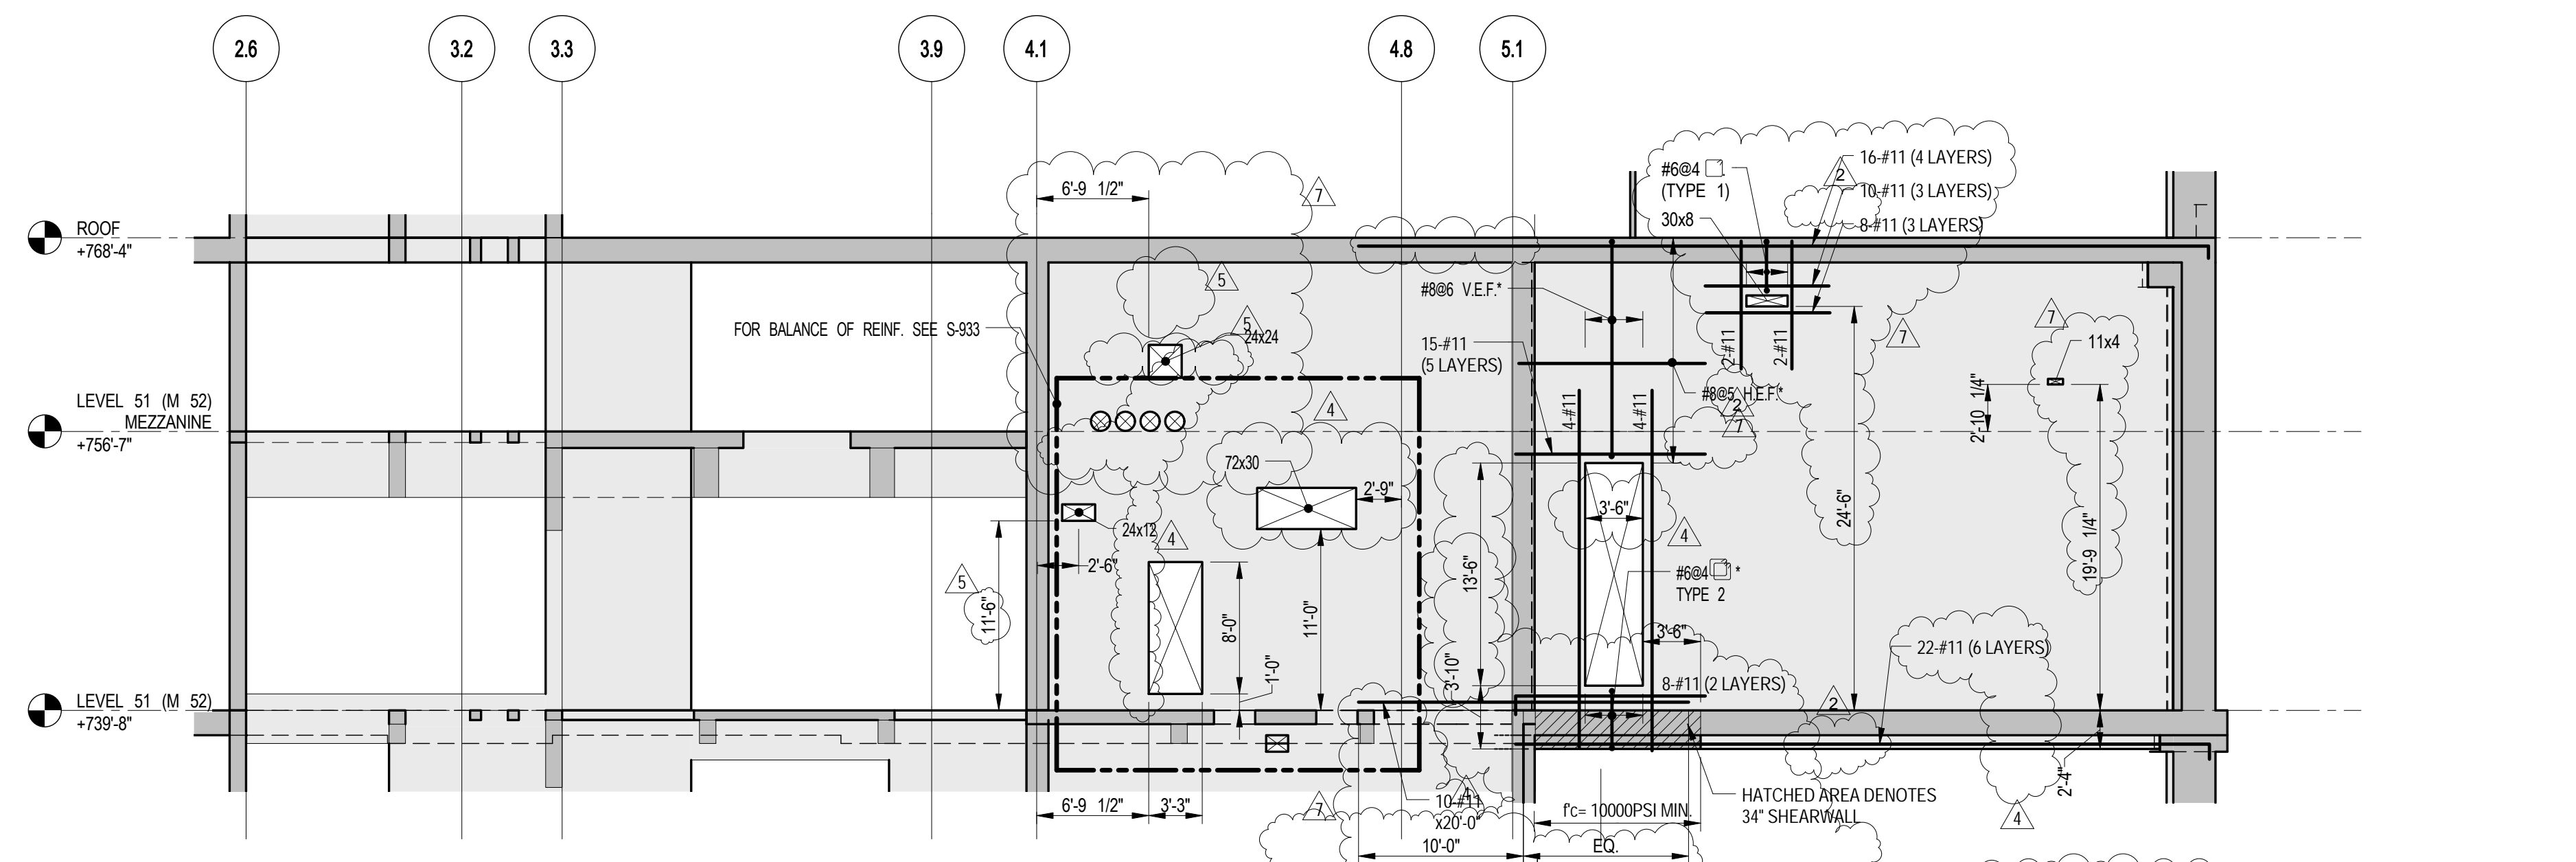 2.6
3.2
3.3
3.9
4.1
4.8
5.1
ROOF
+768'-4"
LEVEL 51 (M 52)
MEZZANINE
+756'-7"
LEVEL 51 (M 52)
+739'-8"
FOR BALANCE OF REINF. SEE S-933
6'-9 1/2"
7
5
5
24x24
4
72x30
2'-9"
24x12
4
2'-6"
5
11'-6"
8'-0"
11'-0"
1'-0"
6'-9 1/2"
3'-3"
7
#6@4
(TYPE 1)
30x8
2
16-#11 (4 LAYERS)
10-#11 (3 LAYERS)
8-#11 (3 LAYERS)
#8@6 V.E.F.*
15-#11
(5 LAYERS)
2-#11
2-#11
7
#8@5 H.E.F.*
2
7
4-#11
4-#11
7
11x4
2'-10 1/4"
24'-6"
19'-9 1/4"
3'-6"
4
13'-6"
#6@4 *
TYPE 2
3'-6"
3'-10"
8-#11 (2 LAYERS)
22-#11 (6 LAYERS)
2
2'-4"
4
4
10-#11
x20'-0"
10'-0"
f'c= 10000PSI MIN.
EQ.
HATCHED AREA DENOTES
34" SHEARWALL